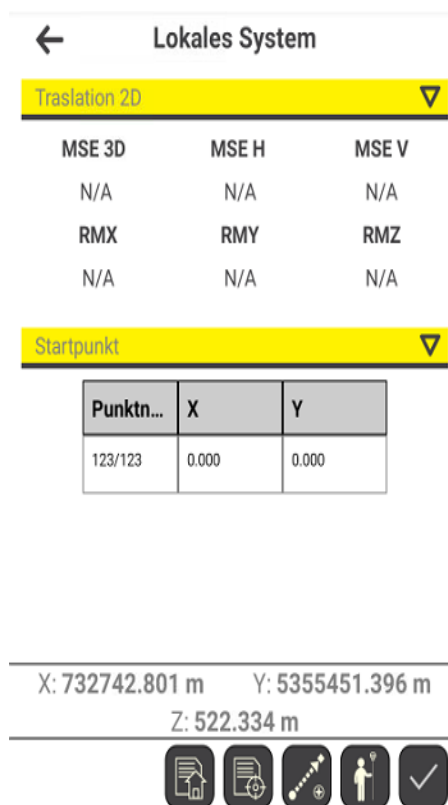 Lokales System
Traslation 2D
MSE 3D MSE H MSE V
N/A N/A N/A
RMX RMY RMZ
N/A N/A N/A
Startpunkt
Punktn... X Y
123/123 0.000 0.000
X: 732742.801 m Y: 5355451.396 m
Z: 522.334 m